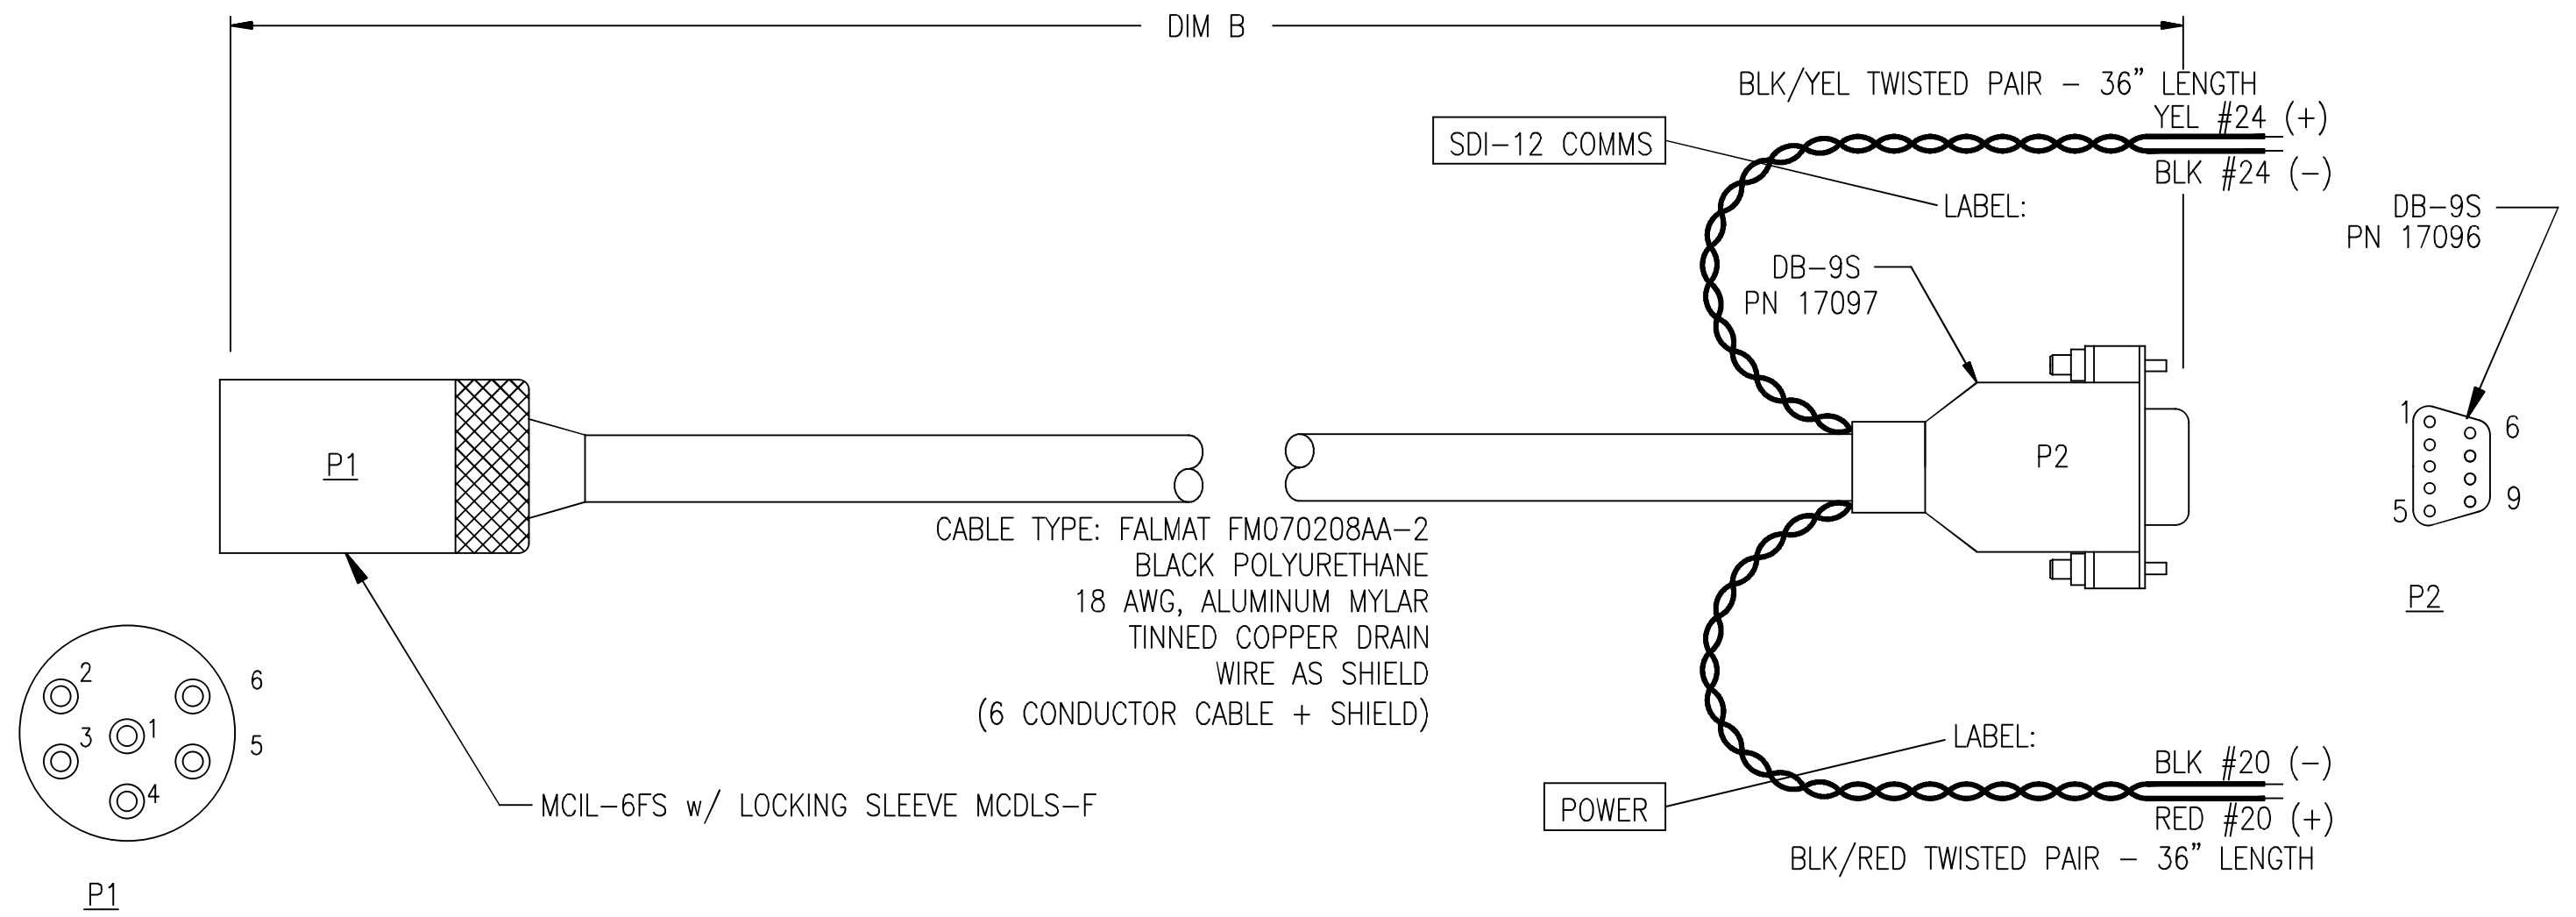 DIM B
BLK/YEL TWISTED PAIR - 36" LENGTH
YEL #24 (+)
SDI-12 COMMS
BLK #24 (-)
LABEL:
DB-9S
PN 17096
DB-9S
PN 17097
1
6
5
9
P2
P1
P2
CABLE TYPE: FALMAT FM070208AA-2
BLACK POLYURETHANE
18 AWG, ALUMINUM MYLAR
TINNED COPPER DRAIN
WIRE AS SHIELD
(6 CONDUCTOR CABLE + SHIELD)
2
6
3
1
5
4
P1
MCIL-6FS w/ LOCKING SLEEVE MCDLS-F
LABEL:
POWER
BLK #20 (-)
RED #20 (+)
BLK/RED TWISTED PAIR - 36" LENGTH